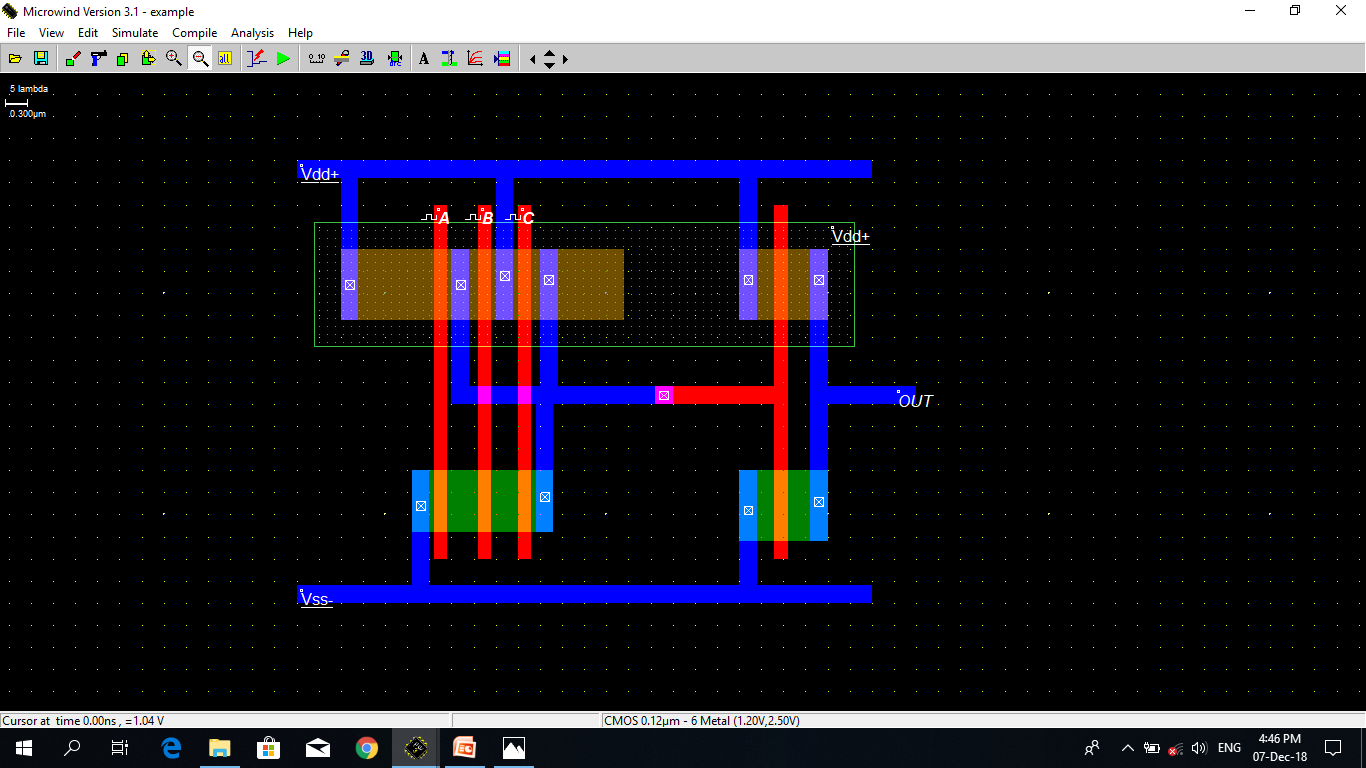 Microwind Version 3.1 - example
File View Edit Simulate Compile Analysis Help
5 lambda
0.300µm
Vdd+
A B C
Vdd+
OUT
Vss-
Cursor at time 0.00ns , =1.04 V
CMOS 0.12µm - 6 Metal (1.20V,2.50V)
ENG
4:46 PM
07-Dec-18